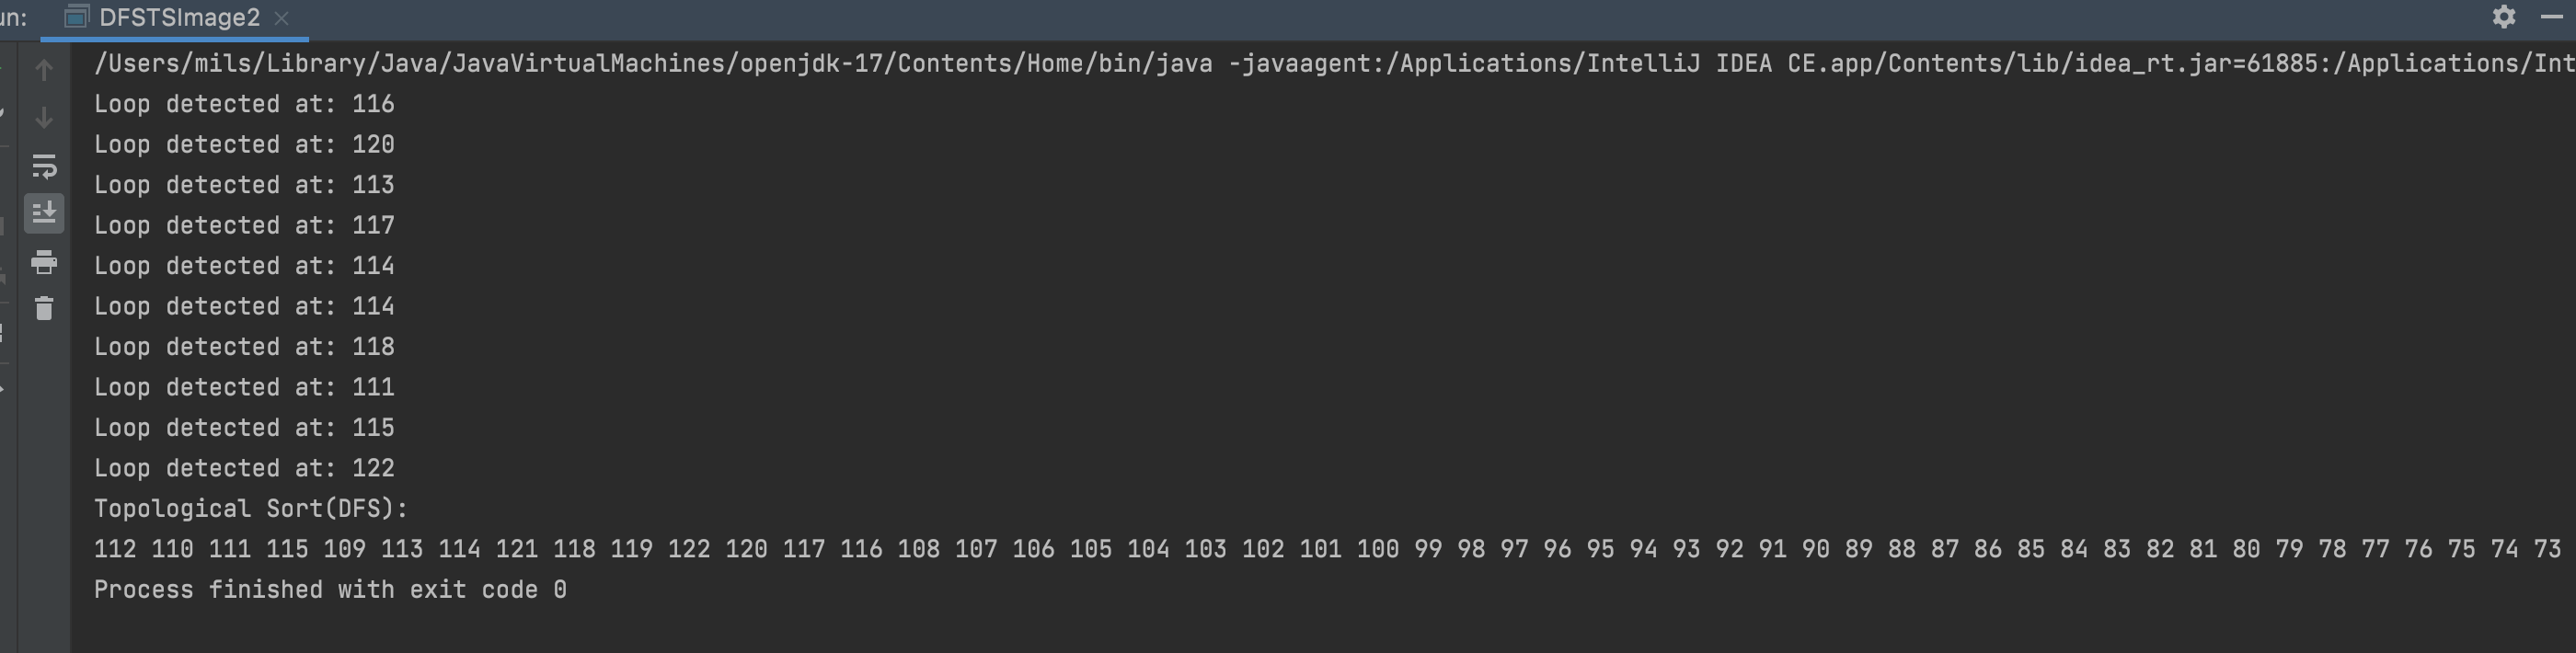 un: DFSTSImage2
/Users/mils/Library/Java/JavaVirtualMachines/openjdk-17/Contents/Home/bin/java -javaagent:/Applications/IntelliJ IDEA CE.app/Contents/lib/idea_rt.jar=61885:/Applications/Int
Loop detected at: 116
Loop detected at: 120
Loop detected at: 113
Loop detected at: 117
Loop detected at: 114
Loop detected at: 114
Loop detected at: 118
Loop detected at: 111
Loop detected at: 115
Loop detected at: 122
Topological Sort(DFS):
112 110 111 115 109 113 114 121 118 119 122 120 117 116 108 107 106 105 104 103 102 101 100 99 98 97 96 95 94 93 92 91 90 89 88 87 86 85 84 83 82 81 80 79 78 77 76 75 74 73
Process finished with exit code 0